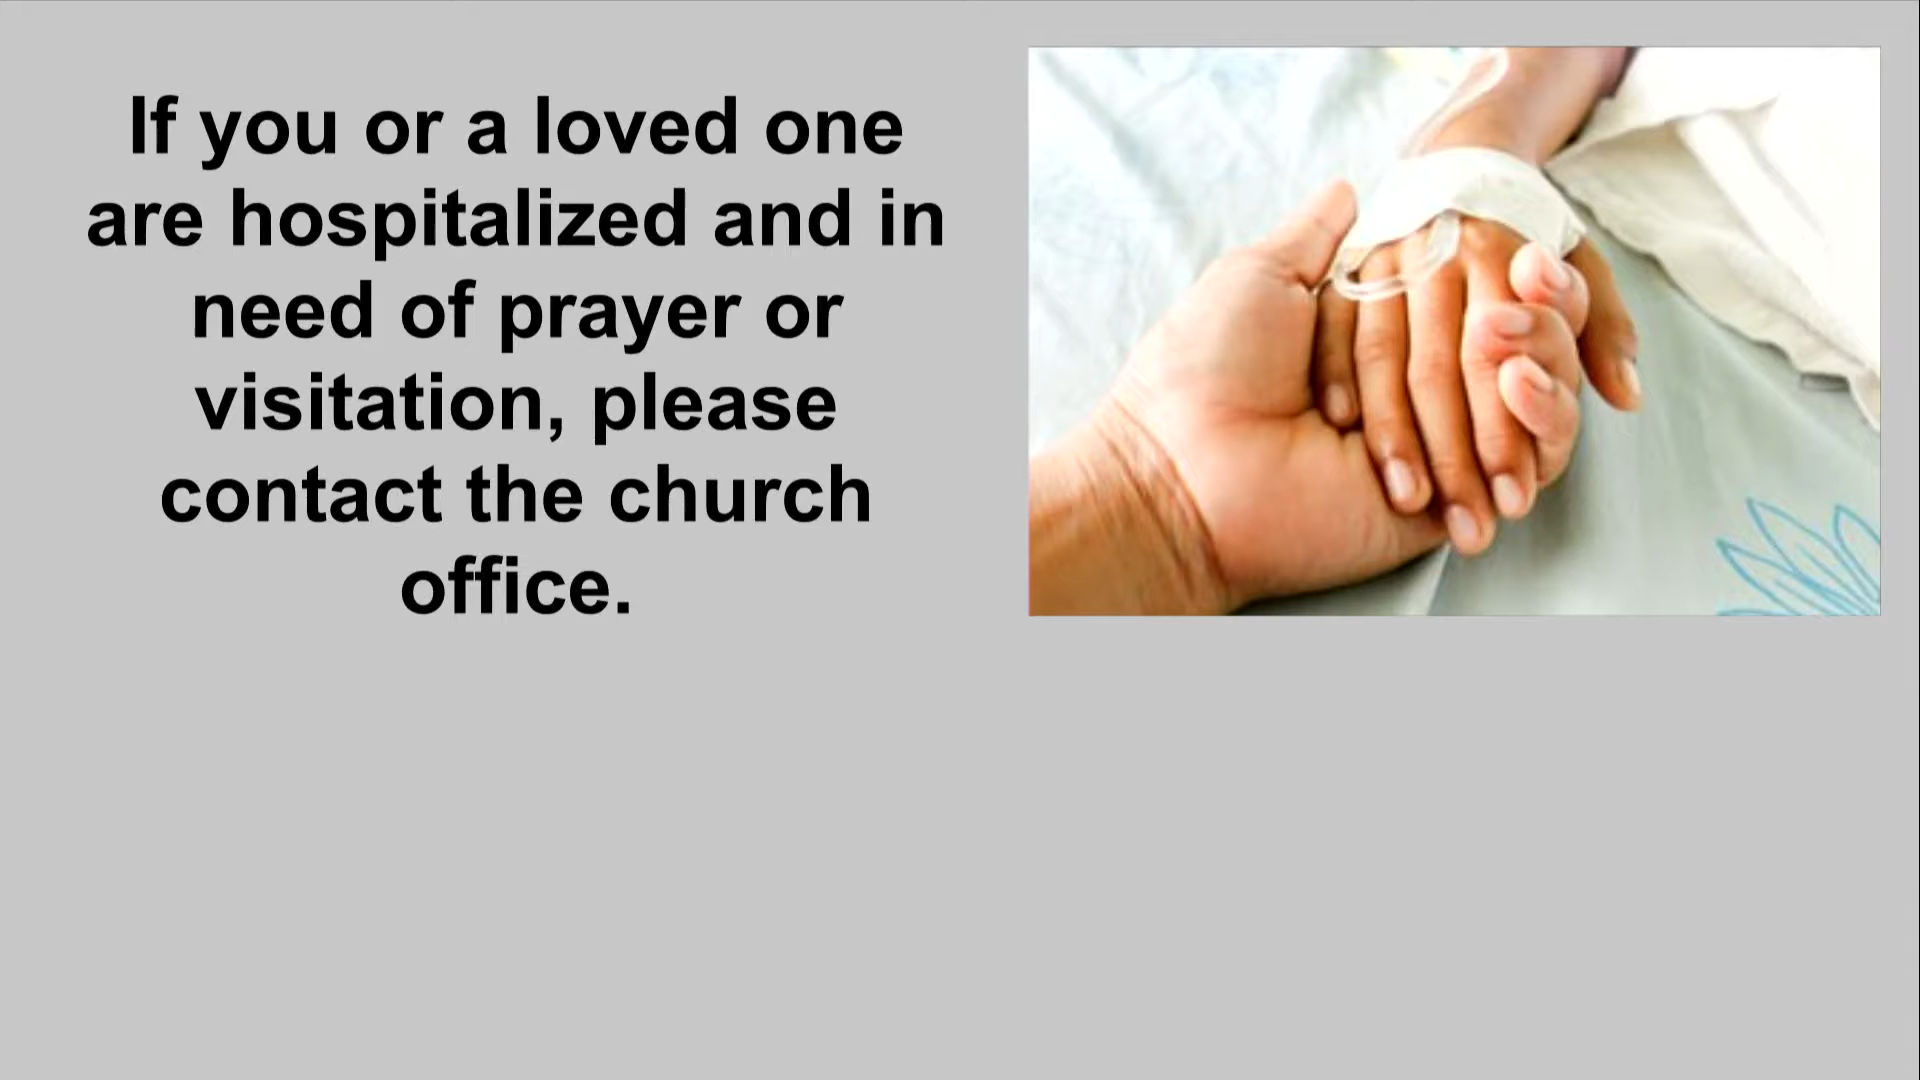 If you or a loved one
are hospitalized and in
need of prayer or
visitation, please
contact the church
office.